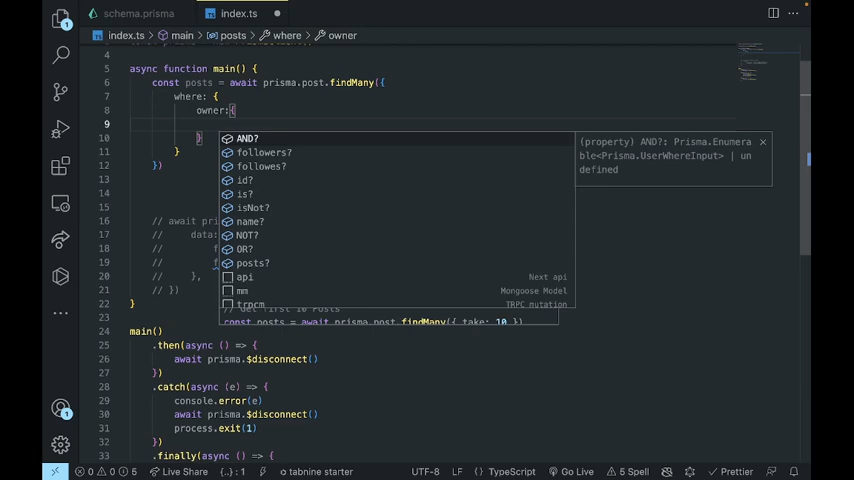 schema.prisma
index.ts
index.ts > main > posts > where > owner
4
5 async function main() {
6 const posts = await prisma.post.findMany({
7 where: {
8 owner:{
9
10 }
11 }
12 })
13
14
15
16 // await pri
17 // data:
18 // f
19 // f
20 // },
21 // })
22 }
23
24 main()
25 .then(async () => {
26 await prisma.$disconnect()
27 })
28 .catch(async (e) => {
29 console.error(e)
30 await prisma.$disconnect()
31 process.exit(1)
32 })
33 .finally(async () => {
AND?
followers?
followes?
id?
is?
isNot?
name?
NOT?
OR?
posts?
api Next api
mm Mongoose Model
trpcm TRPC mutation
(property) AND?: Prisma.Enumera
ble<Prisma.UserWhereInput> | un
defined
// Get first 10 Posts
const posts = await prisma.post.findMany({ take: 10 })
1
1
0 0 5 Live Share {..} : 1 tabnine starter UTF-8 LF { } TypeScript Go Live 5 Spell Prettier